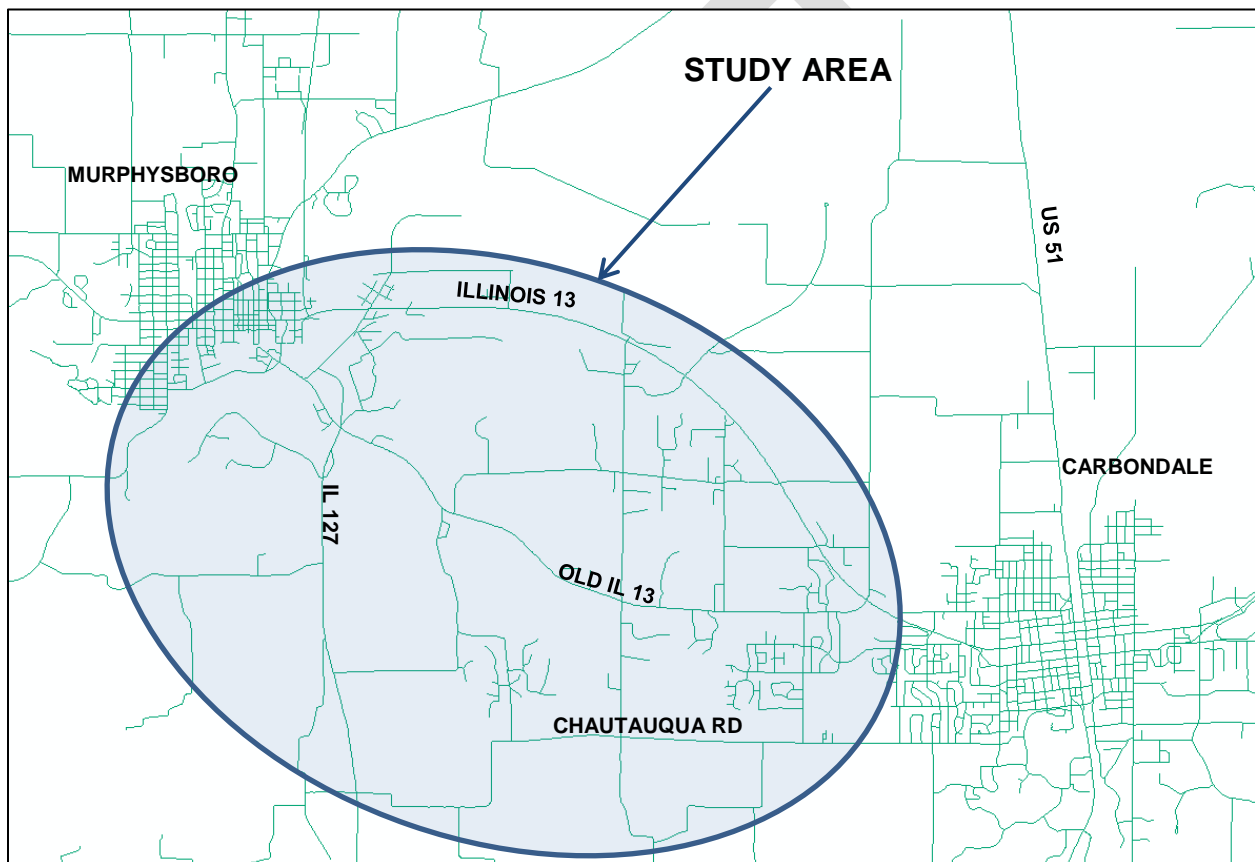 STUDY AREA
MURPHYSBORO
US 51
ILLINOIS 13
CARBONDALE
IL 127
OLD IL 13
CHAUTAUQUA RD